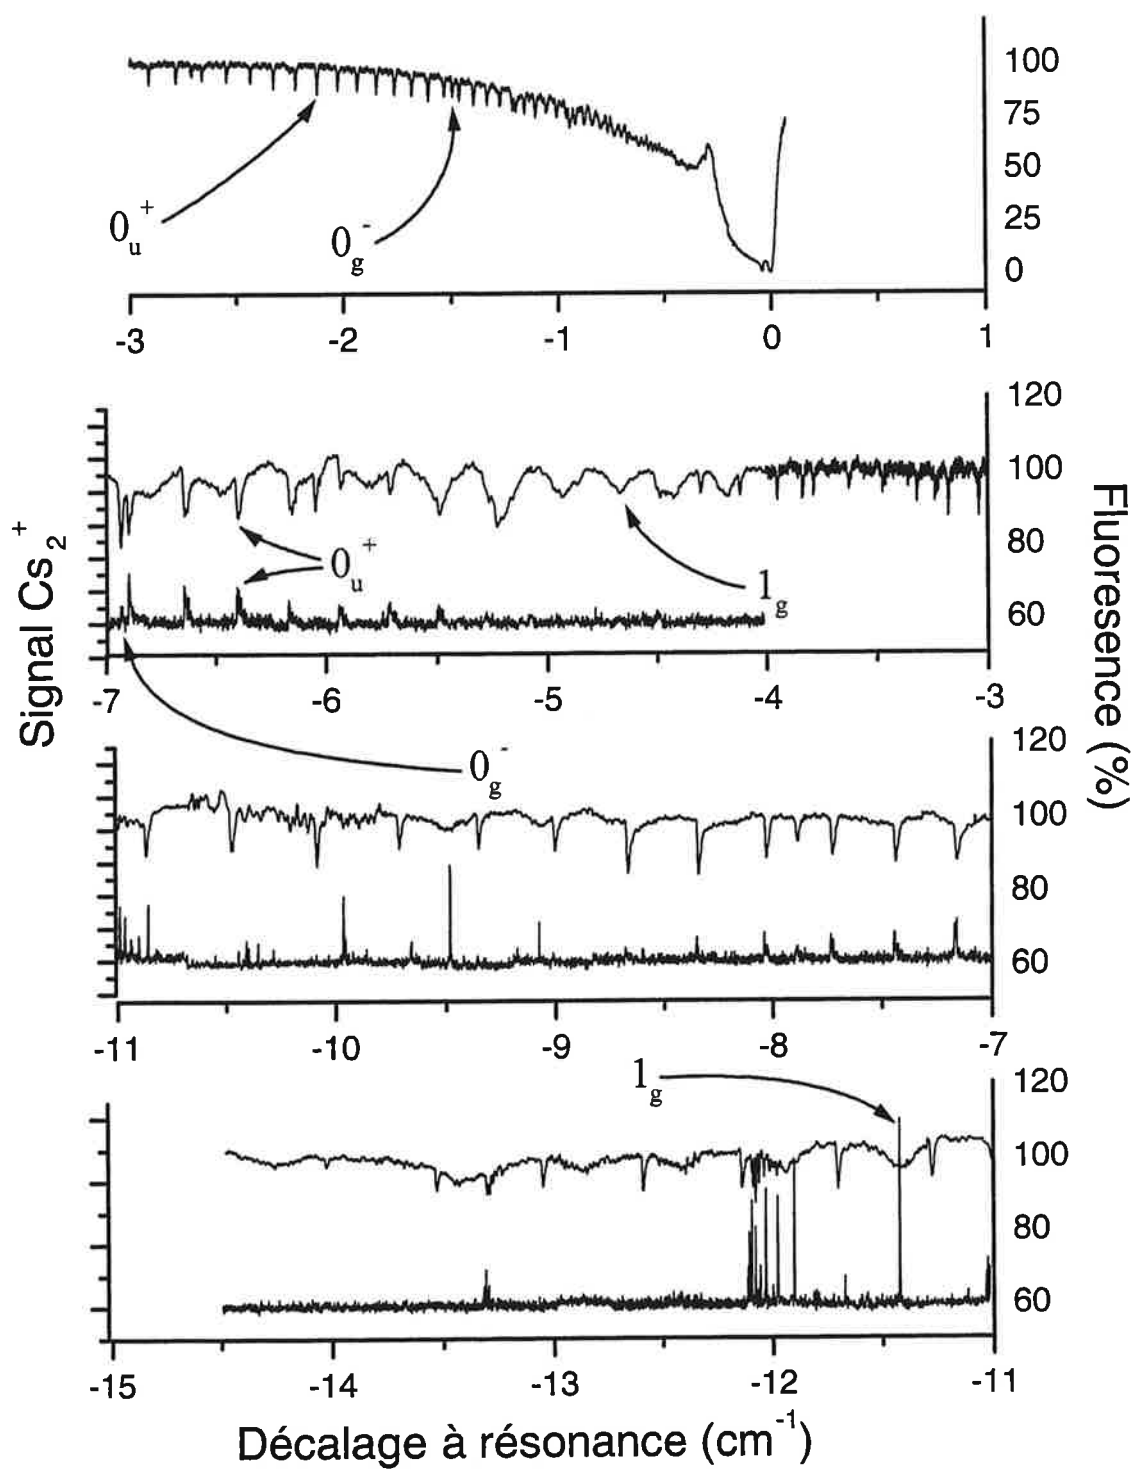 100
75
50
25
0
0u+
0g-
-3 -2 -1 0 1
120
100
80
60
0u+
1g
-7 -6 -5 -4 -3
0g-
120
100
80
60
-11 -10 -9 -8 -7
1g
120
100
80
60
-15 -14 -13 -12 -11
Signal Cs2+
Fluoresence (%)
Décalage à résonance (cm-1)